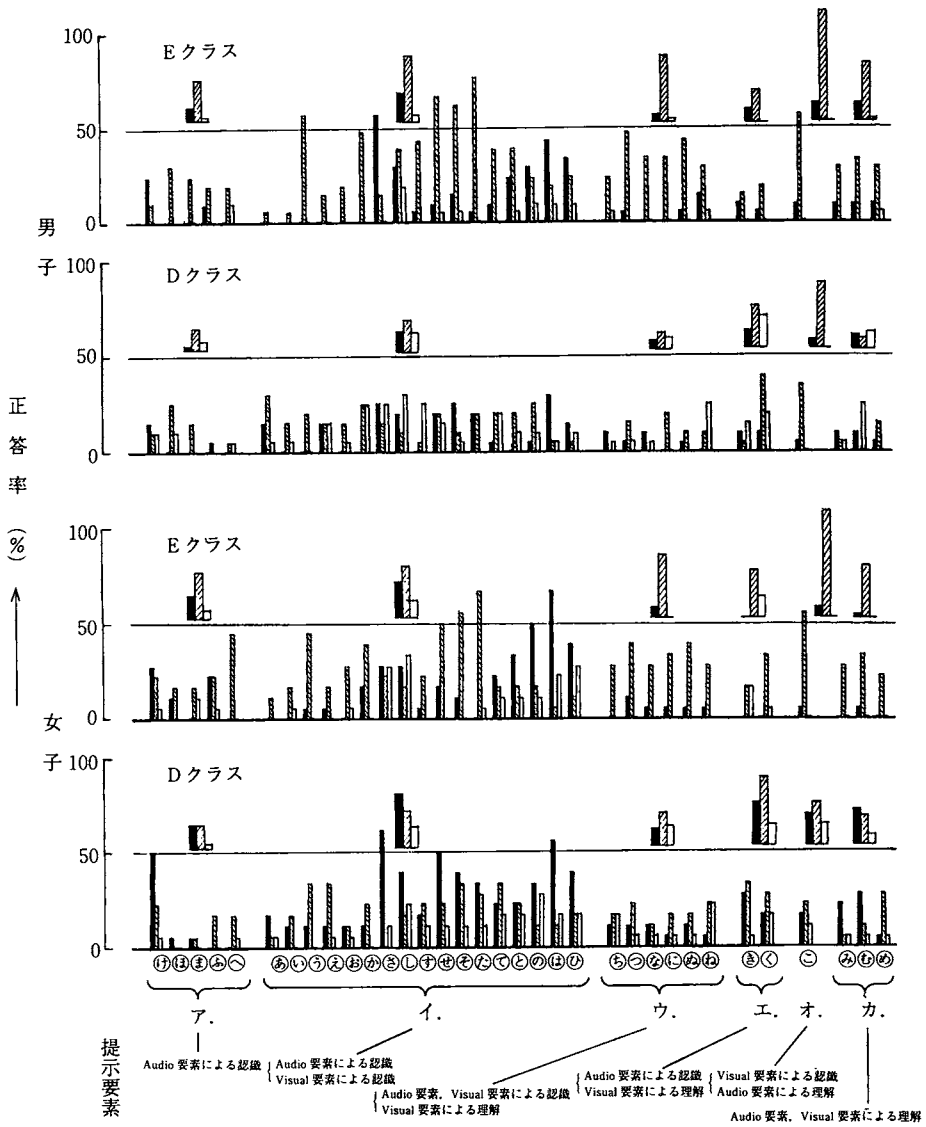 100
50
0
Eクラス
男子
100
50
0
Dクラス
正答率(%)
100
50
0
Eクラス
女子
100
50
0
Dクラス
け ほ ま ふ へ あ い う え お か さ し す せ そ た て と の は ひ ち つ な に ぬ ね き く こ み む め
ア. イ. ウ. エ. オ. カ.
提示要素
Audio 要素による認識
Audio 要素による認識
Visual 要素による認識
Audio 要素, Visual 要素による認識
Visual 要素による理解
Audio 要素による認識
Visual 要素による理解
Visual 要素による認識
Audio 要素による理解
Audio 要素, Visual 要素による理解